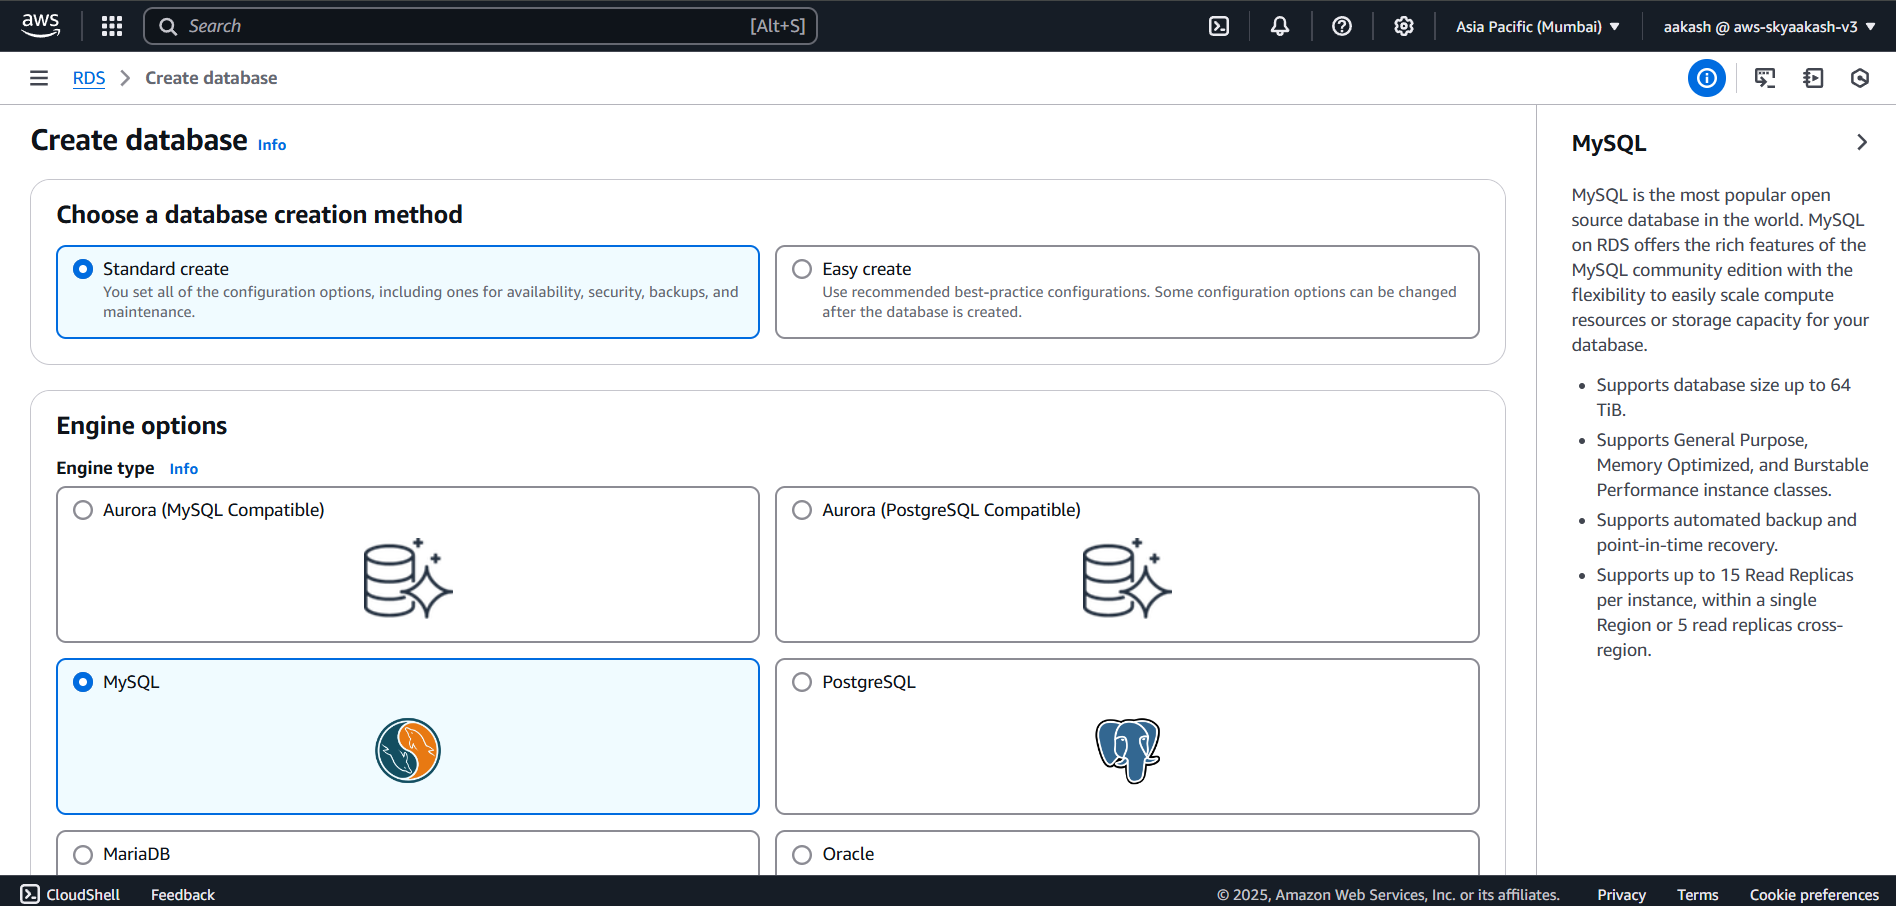 aws
Search [Alt+S]
Asia Pacific (Mumbai)
aakash @ aws-skyaakash-v3
RDS Create database
Create database Info
Choose a database creation method
Standard create
You set all of the configuration options, including ones for availability, security, backups, and
maintenance.
Easy create
Use recommended best-practice configurations. Some configuration options can be changed
after the database is created.
Engine options
Engine type Info
Aurora (MySQL Compatible)
Aurora (PostgreSQL Compatible)
MySQL
PostgreSQL
MariaDB
Oracle
MySQL
MySQL is the most popular open
source database in the world. MySQL
on RDS offers the rich features of the
MySQL community edition with the
flexibility to easily scale compute
resources or storage capacity for your
database.
• Supports database size up to 64
TiB.
• Supports General Purpose,
Memory Optimized, and Burstable
Performance instance classes.
• Supports automated backup and
point-in-time recovery.
• Supports up to 15 Read Replicas
per instance, within a single
Region or 5 read replicas cross-
region.
CloudShell Feedback
© 2025, Amazon Web Services, Inc. or its affiliates. Privacy Terms Cookie preferences